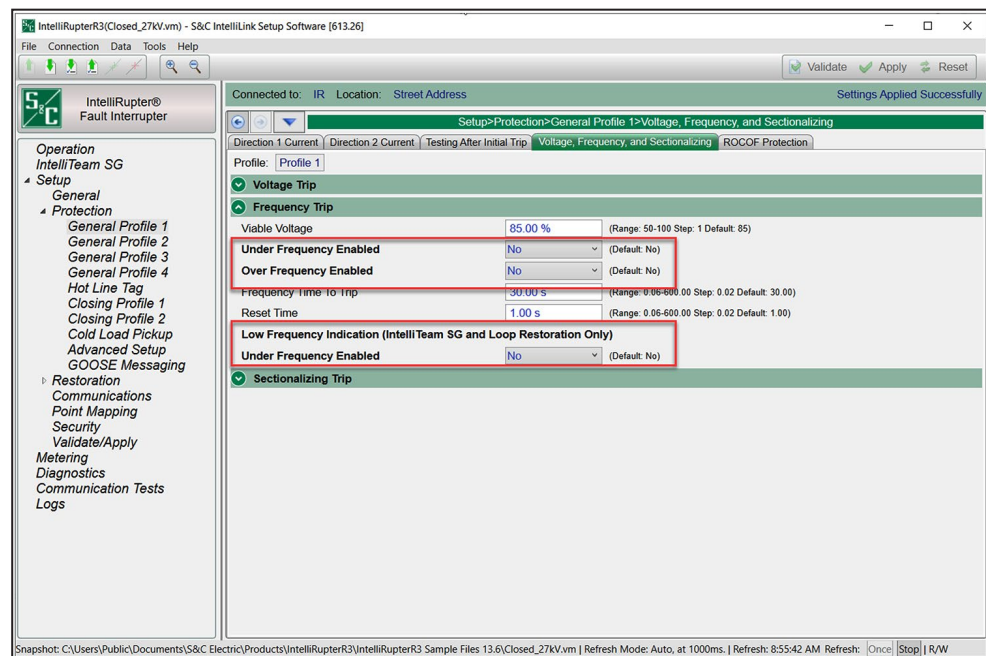 IntelliRupterR3(Closed_27kV.vm) - S&C IntelliLink Setup Software [613.26]
File Connection Data Tools Help
Validate Apply Reset
S&C
IntelliRupter®
Fault Interrupter
Connected to: IR Location: Street Address Settings Applied Successfully
Setup>Protection>General Profile 1>Voltage, Frequency, and Sectionalizing
Direction 1 Current Direction 2 Current Testing After Initial Trip Voltage, Frequency, and Sectionalizing ROCOF Protection
Profile: Profile 1
Operation
IntelliTeam SG
Setup
General
Protection
General Profile 1
General Profile 2
General Profile 3
General Profile 4
Hot Line Tag
Closing Profile 1
Closing Profile 2
Cold Load Pickup
Advanced Setup
GOOSE Messaging
Restoration
Communications
Point Mapping
Security
Validate/Apply
Metering
Diagnostics
Communication Tests
Logs
Voltage Trip
Frequency Trip
Viable Voltage 85.00 % (Range: 50-100 Step: 1 Default: 85)
Under Frequency Enabled No (Default: No)
Over Frequency Enabled No (Default: No)
Frequency Time To Trip 30.00 s (Range: 0.06-600.00 Step: 0.02 Default: 30.00)
Reset Time 1.00 s (Range: 0.06-600.00 Step: 0.02 Default: 1.00)
Low Frequency Indication (IntelliTeam SG and Loop Restoration Only)
Under Frequency Enabled No (Default: No)
Sectionalizing Trip
Snapshot: C:\Users\Public\Documents\S&C Electric\Products\IntelliRupterR3\IntelliRupterR3 Sample Files 13.6\Closed_27kV.vm | Refresh Mode: Auto, at 1000ms. | Refresh: 8:55:42 AM Refresh: Once Stop | R/W